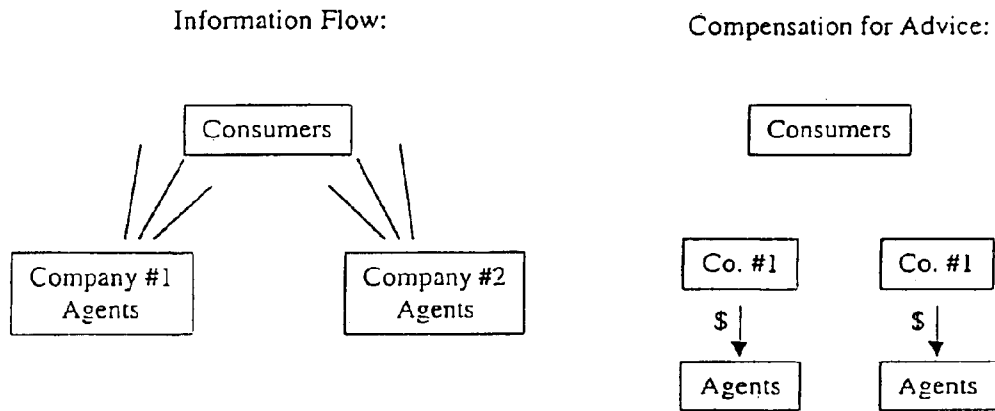 Information Flow:
Consumers
Company #1
Agents
Company #2
Agents
Compensation for Advice:
Consumers
Co. #1
Co. #1
$
$
Agents
Agents